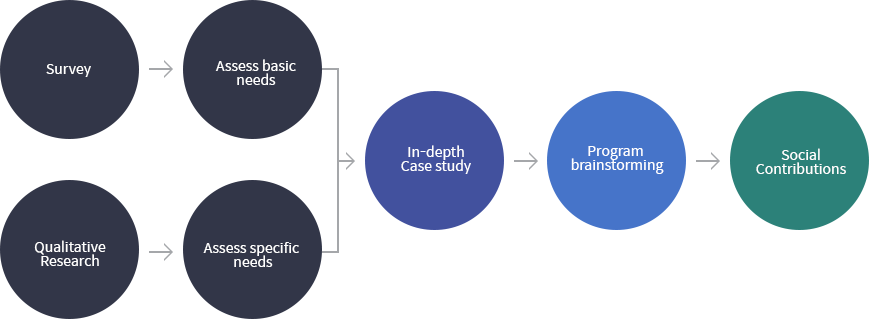 Survey
Assess basic
needs
In-depth
Case study
Program
brainstorming
Social
Contributions
Qualitative
Research
Assess specific
needs